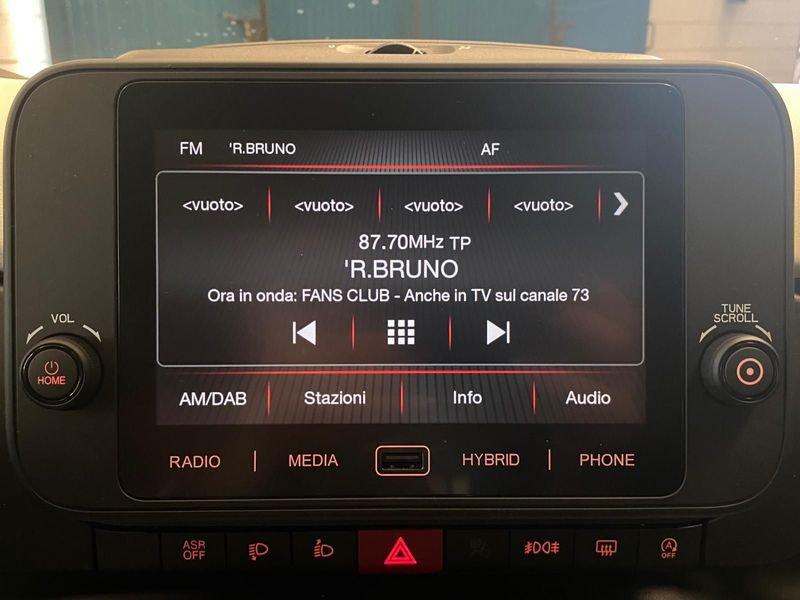 FM 'R.BRUNO AF
<vuoto> <vuoto> <vuoto> <vuoto>
87.70MHz TP
'R.BRUNO
Ora in onda: FANS CLUB - Anche in TV sul canale 73
VOL
TUNE
SCROLL
HOME
AM/DAB Stazioni Info Audio
RADIO MEDIA HYBRID PHONE
ASR
OFF
A
OFF